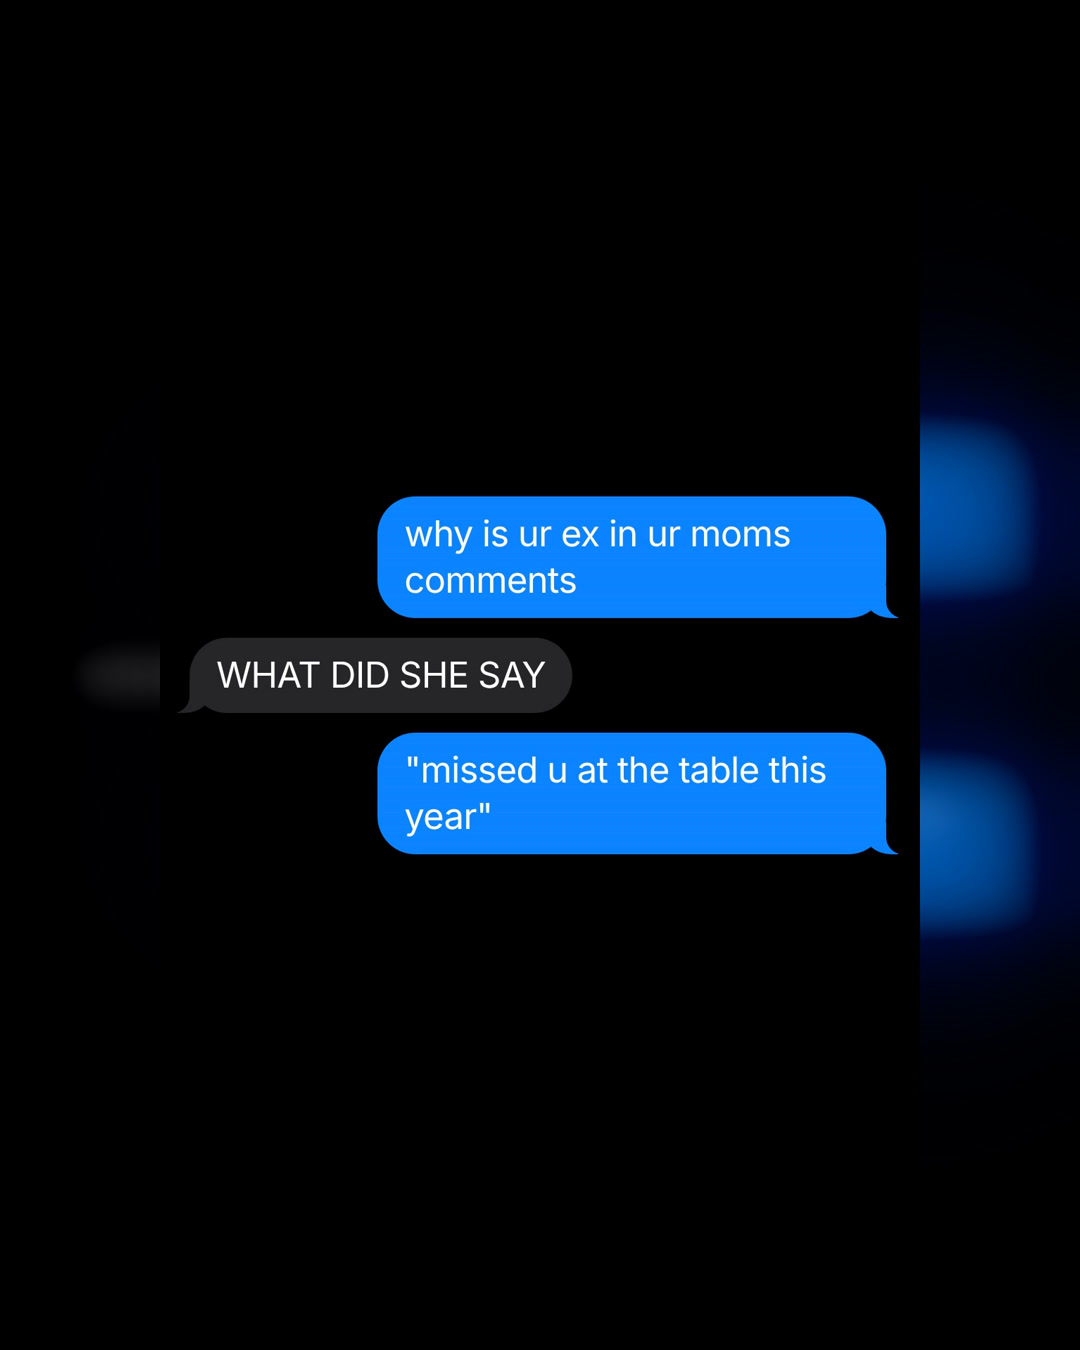 why is ur ex in ur moms
comments
WHAT DID SHE SAY
"missed u at the table this
year"